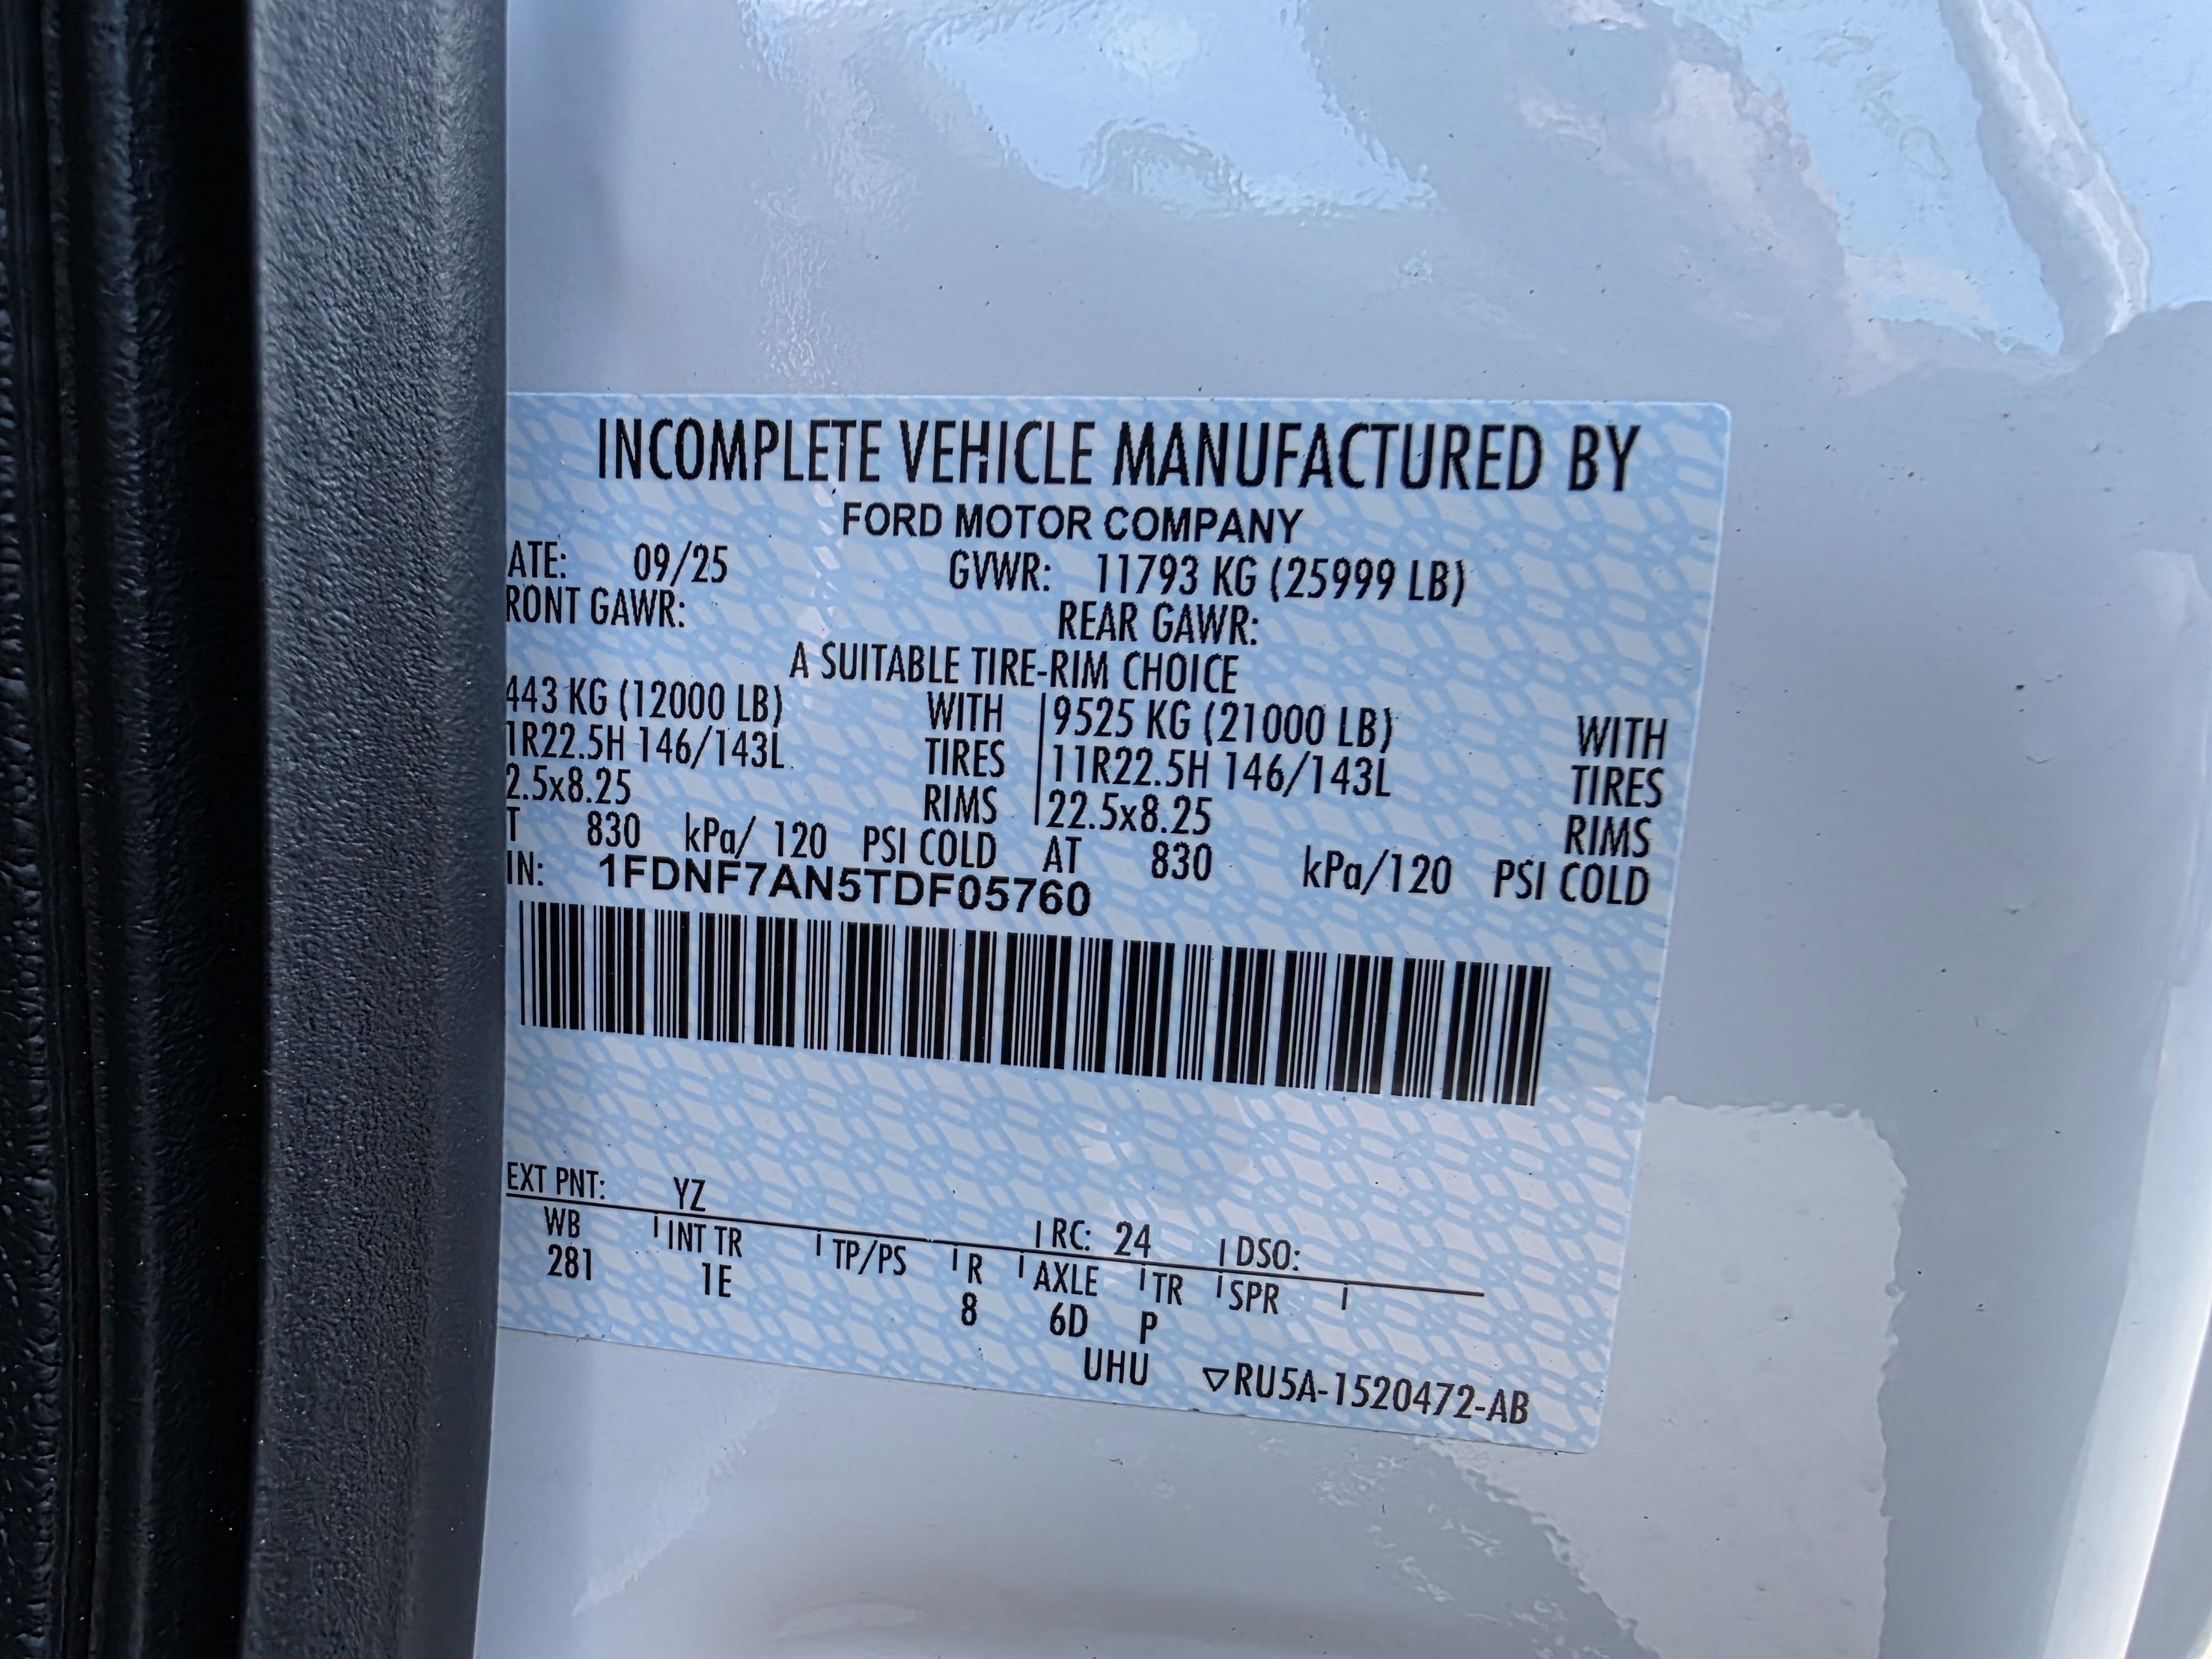 INCOMPLETE VEHICLE MANUFACTURED BY
FORD MOTOR COMPANY
ATE: 09/25 GVWR: 11793 KG (25999 LB)
RONT GAWR: REAR GAWR:
A SUITABLE TIRE-RIM CHOICE
443 KG (12000 LB) WITH 9525 KG (21000 LB) WITH
1R22.5H 146/143L TIRES 11R22.5H 146/143L TIRES
2.5x8.25 RIMS 22.5x8.25 RIMS
T 830 kPa/ 120 PSI COLD AT 830 kPa/120 PSI COLD
IN: 1FDNF7AN5TDF05760
EXT PNT: YZ RC: 24 DSO:
WB INT TR TP/PS R AXLE TR SPR
281 1E 8 6D P
UHU ▽RU5A-1520472-AB